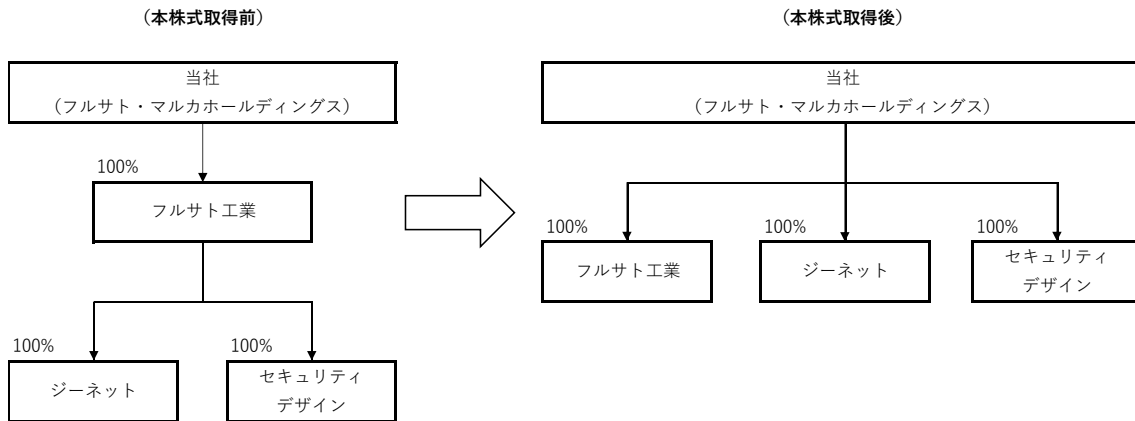 （本株式取得前）
当社
（フルサト・マルカホールディングス）
100%
フルサト工業
100%
ジーネット
100%
セキュリティ
デザイン
（本株式取得後）
当社
（フルサト・マルカホールディングス）
100%
フルサト工業
100%
ジーネット
100%
セキュリティ
デザイン